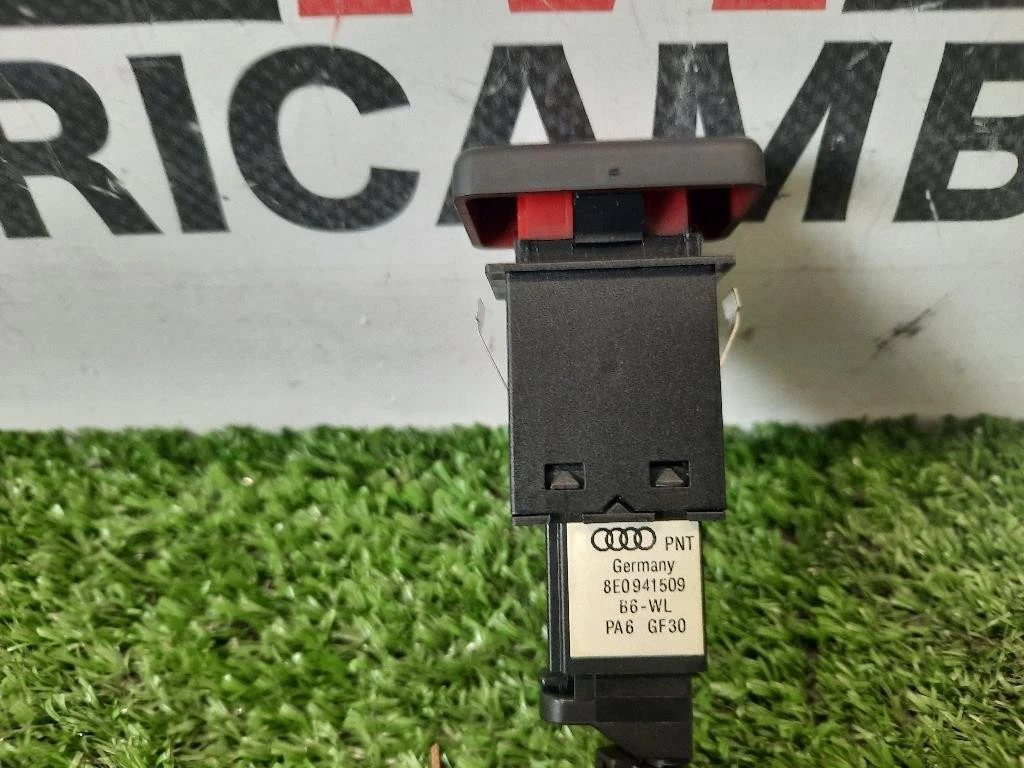 RICAMB
PNT
Germany
8E0941509
B6-WL
PA6 GF30